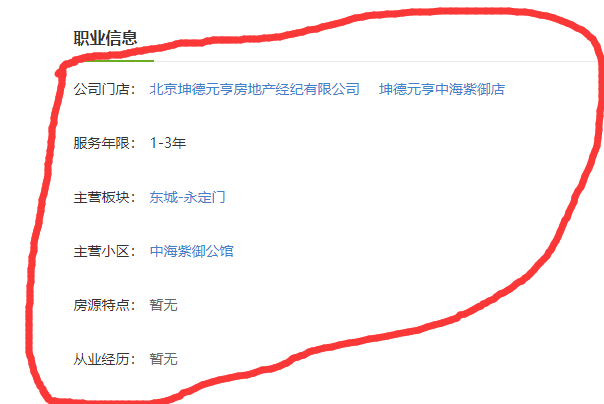 职业信息
公司门店： 北京坤德元亨房地产经纪有限公司 坤德元亨中海紫御店
服务年限： 1-3年
主营板块： 东城-永定门
主营小区： 中海紫御公馆
房源特点： 暂无
从业经历： 暂无